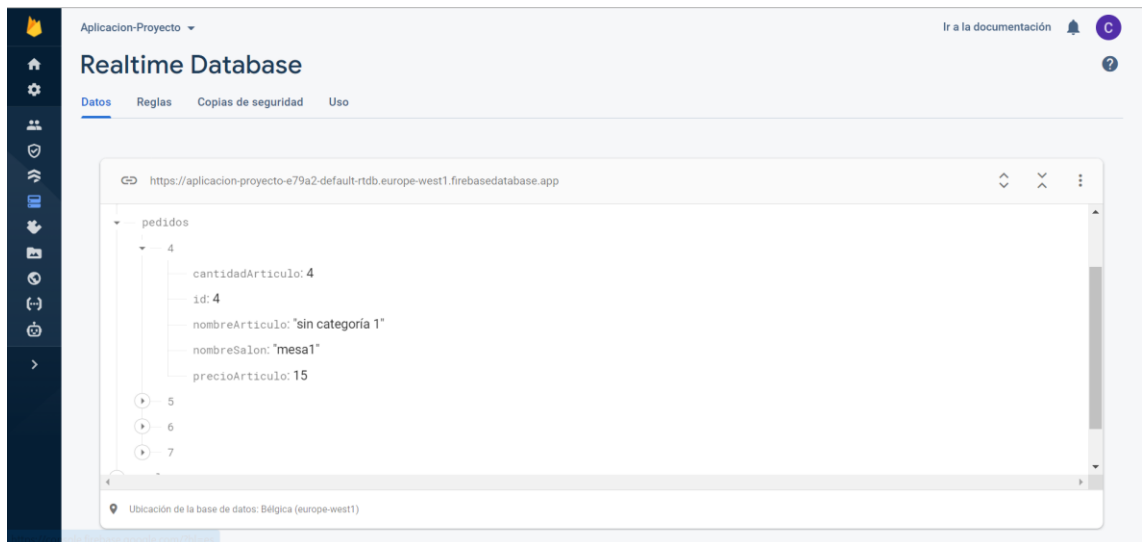 Aplicacion-Proyecto
Ir a la documentación
C
Realtime Database
Datos Reglas Copias de seguridad Uso
https://aplicacion-proyecto-e79a2-default-rtdb.europe-west1.firebasedatabase.app
pedidos
4
cantidadArticulo: 4
id: 4
nombreArticulo: "sin categoría 1"
nombreSalon: "mesa1"
precioArticulo: 15
5
6
7
Ubicación de la base de datos: Bélgica (europe-west1)